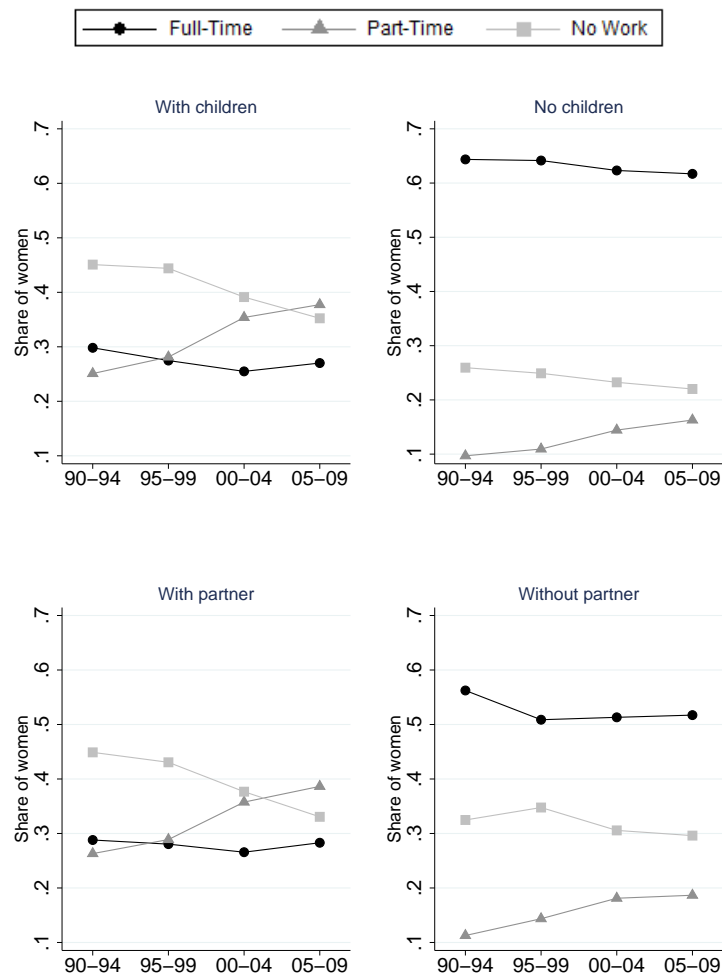 Full-Time Part-Time No Work
With children No children
Share of women Share of women
.7 .7
.6 .6
.5 .5
.4 .4
.3 .3
.2 .2
.1 .1
90–94 95–99 00–04 05–09 90–94 95–99 00–04 05–09
With partner Without partner
Share of women Share of women
.7 .7
.6 .6
.5 .5
.4 .4
.3 .3
.2 .2
.1 .1
90–94 95–99 00–04 05–09 90–94 95–99 00–04 05–09